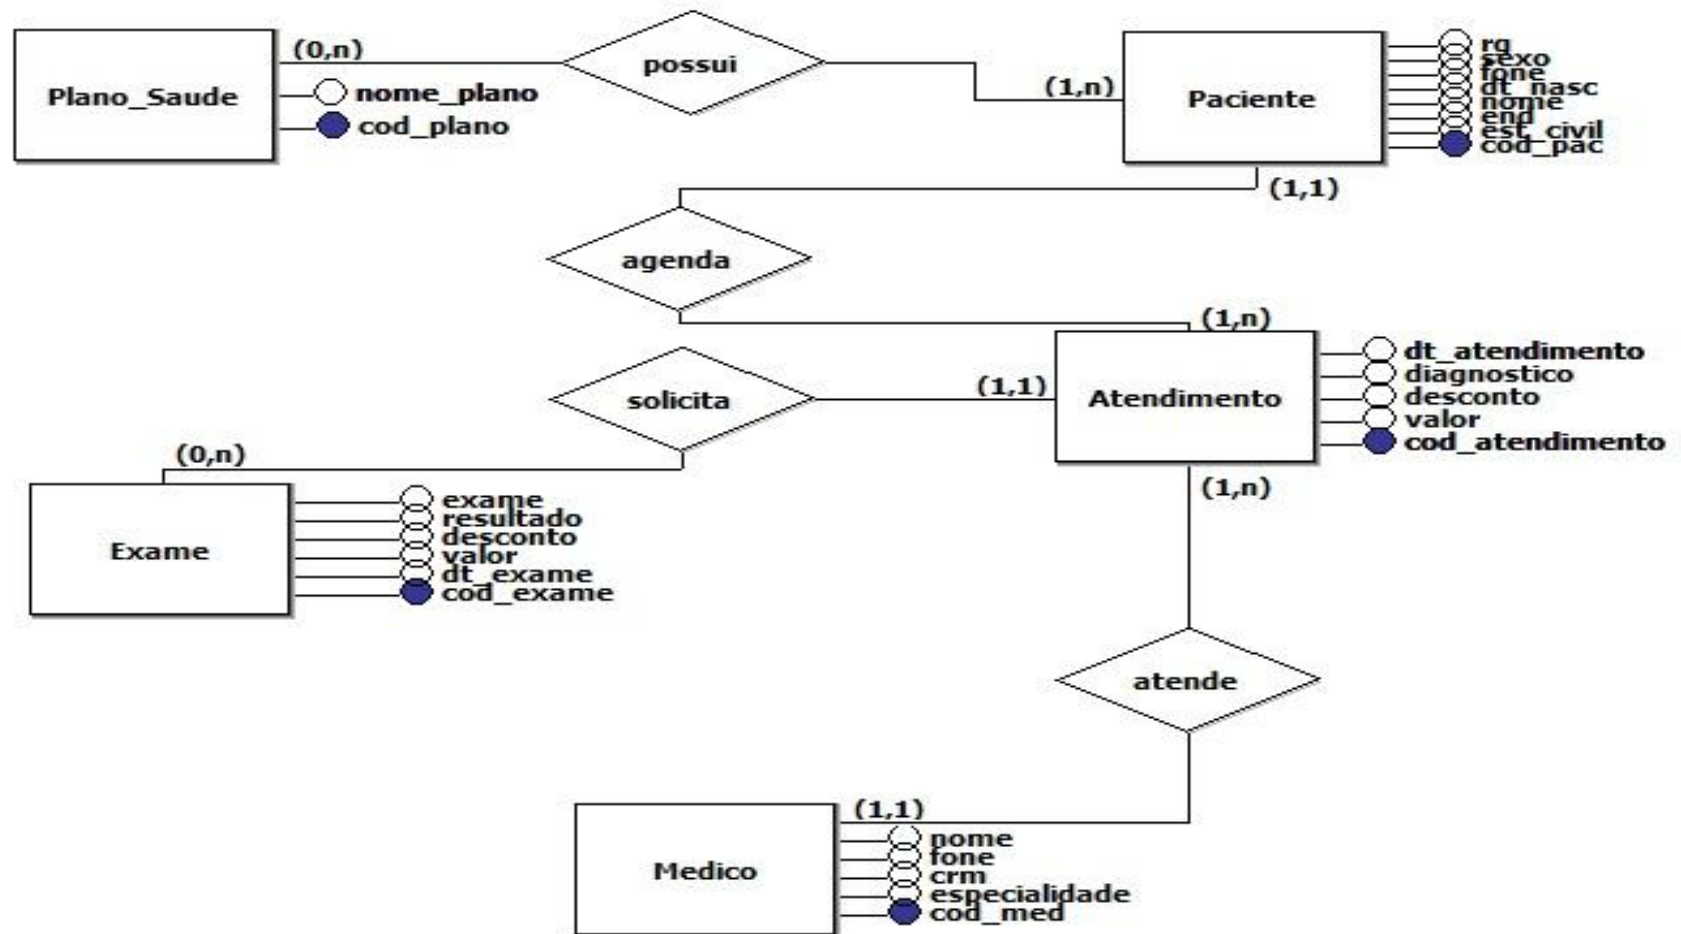 (0,n)
possui
Plano_Saude
nome_plano
cod_plano
(1,n)
Paciente
rg
sexo
fone
dt_nasc
nome
end
est_civil
cod_pac
(1,1)
agenda
(1,n)
solicita
(1,1)
Atendimento
dt_atendimento
diagnostico
desconto
valor
cod_atendimento
(0,n)
(1,n)
Exame
exame
resultado
desconto
valor
dt_exame
cod_exame
atende
(1,1)
Medico
nome
fone
crm
especialidade
cod_med